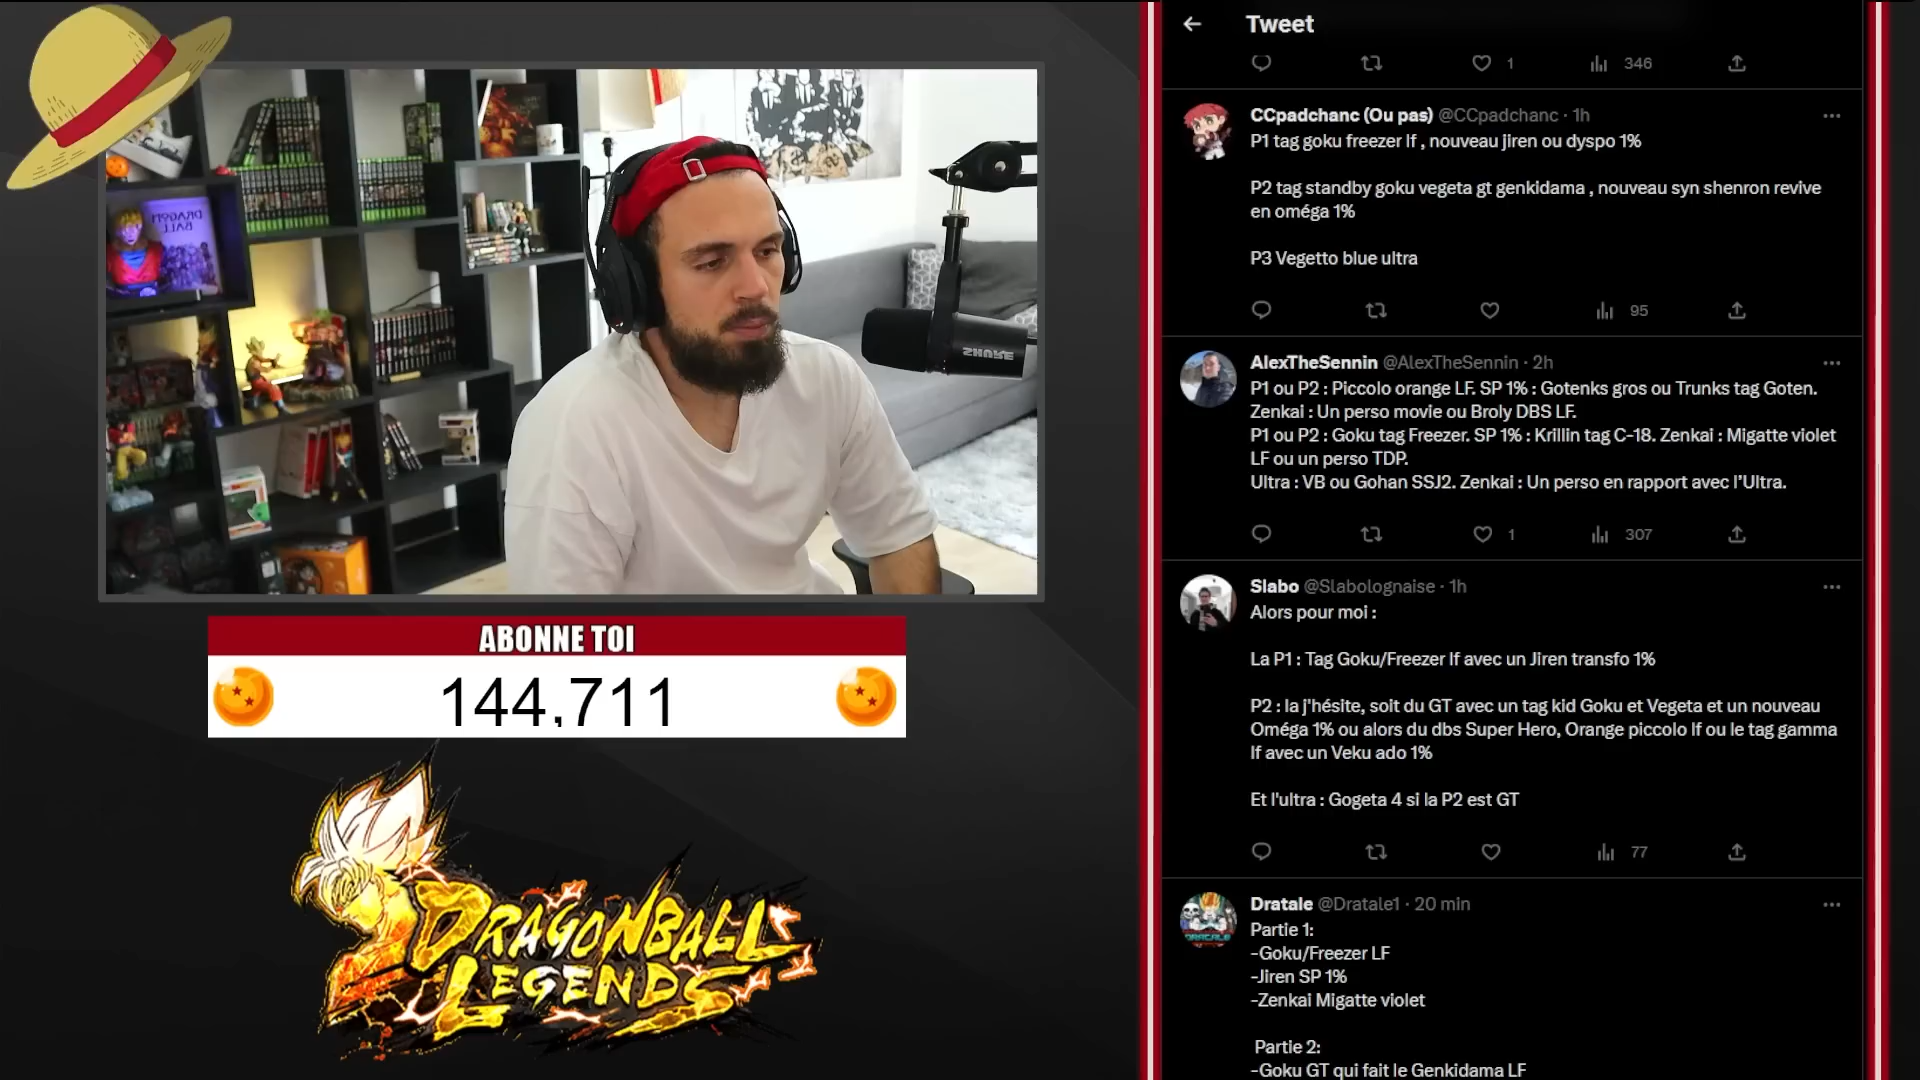 Tweet
1
346
CCpadchanc (Ou pas) @CCpadchanc · 1h
P1 tag goku freezer lf , nouveau jiren ou dyspo 1%
P2 tag standby goku vegeta gt genkidama , nouveau syn shenron revive
en oméga 1%
P3 Vegetto blue ultra
95
AlexTheSennin @AlexTheSennin · 2h
P1 ou P2 : Piccolo orange LF. SP 1% : Gotenks gros ou Trunks tag Goten.
Zenkai : Un perso movie ou Broly DBS LF.
P1 ou P2 : Goku tag Freezer. SP 1% : Krillin tag C-18. Zenkai : Migatte violet
LF ou un perso TDP.
Ultra : VB ou Gohan SSJ2. Zenkai : Un perso en rapport avec l'Ultra.
1
307
Slabo @Slabolognaise · 1h
Alors pour moi :
La P1 : Tag Goku/Freezer lf avec un Jiren transfo 1%
P2 : la j'hésite, soit du GT avec un tag kid Goku et Vegeta et un nouveau
Oméga 1% ou alors du dbs Super Hero, Orange piccolo lf ou le tag gamma
lf avec un Veku ado 1%
Et l'ultra : Gogeta 4 si la P2 est GT
77
Dratale @Dratale1 · 20 min
Partie 1:
-Goku/Freezer LF
-Jiren SP 1%
-Zenkai Migatte violet
Partie 2:
-Goku GT qui fait le Genkidama LF
DRAGON
BALL
SHURE
ABONNE TOI
144,711
DRAGONBALL
LEGENDS